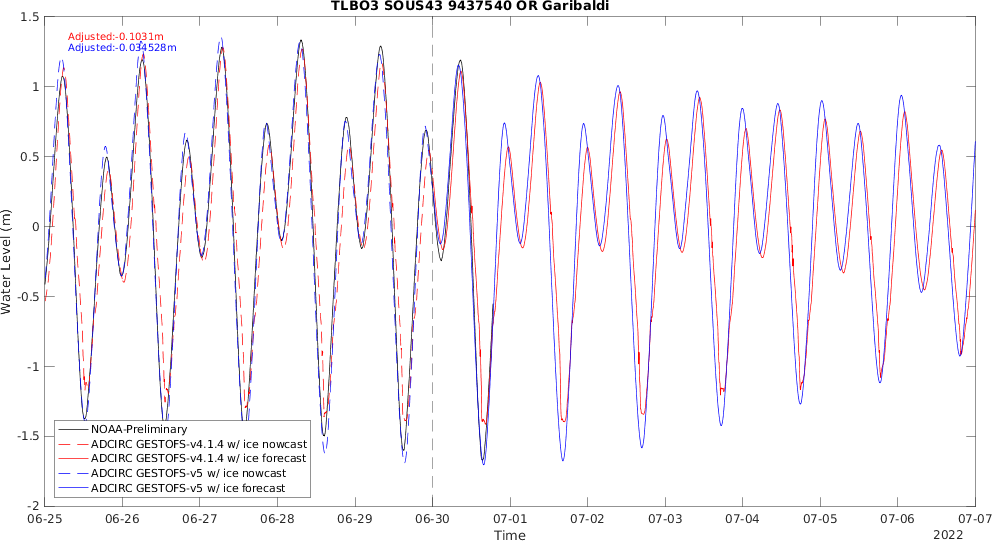 TLBO3 SOUS43 9437540 OR Garibaldi
Adjusted:-0.1031m
Adjusted:-0.034528m
1.5
1
0.5
0
-0.5
-1
-1.5
-2
Water Level (m)
NOAA-Preliminary
ADCIRC GESTOFS-v4.1.4 w/ ice nowcast
ADCIRC GESTOFS-v4.1.4 w/ ice forecast
ADCIRC GESTOFS-v5 w/ ice nowcast
ADCIRC GESTOFS-v5 w/ ice forecast
06-25 06-26 06-27 06-28 06-29 06-30 07-01 07-02 07-03 07-04 07-05 07-06 07-07
Time
2022